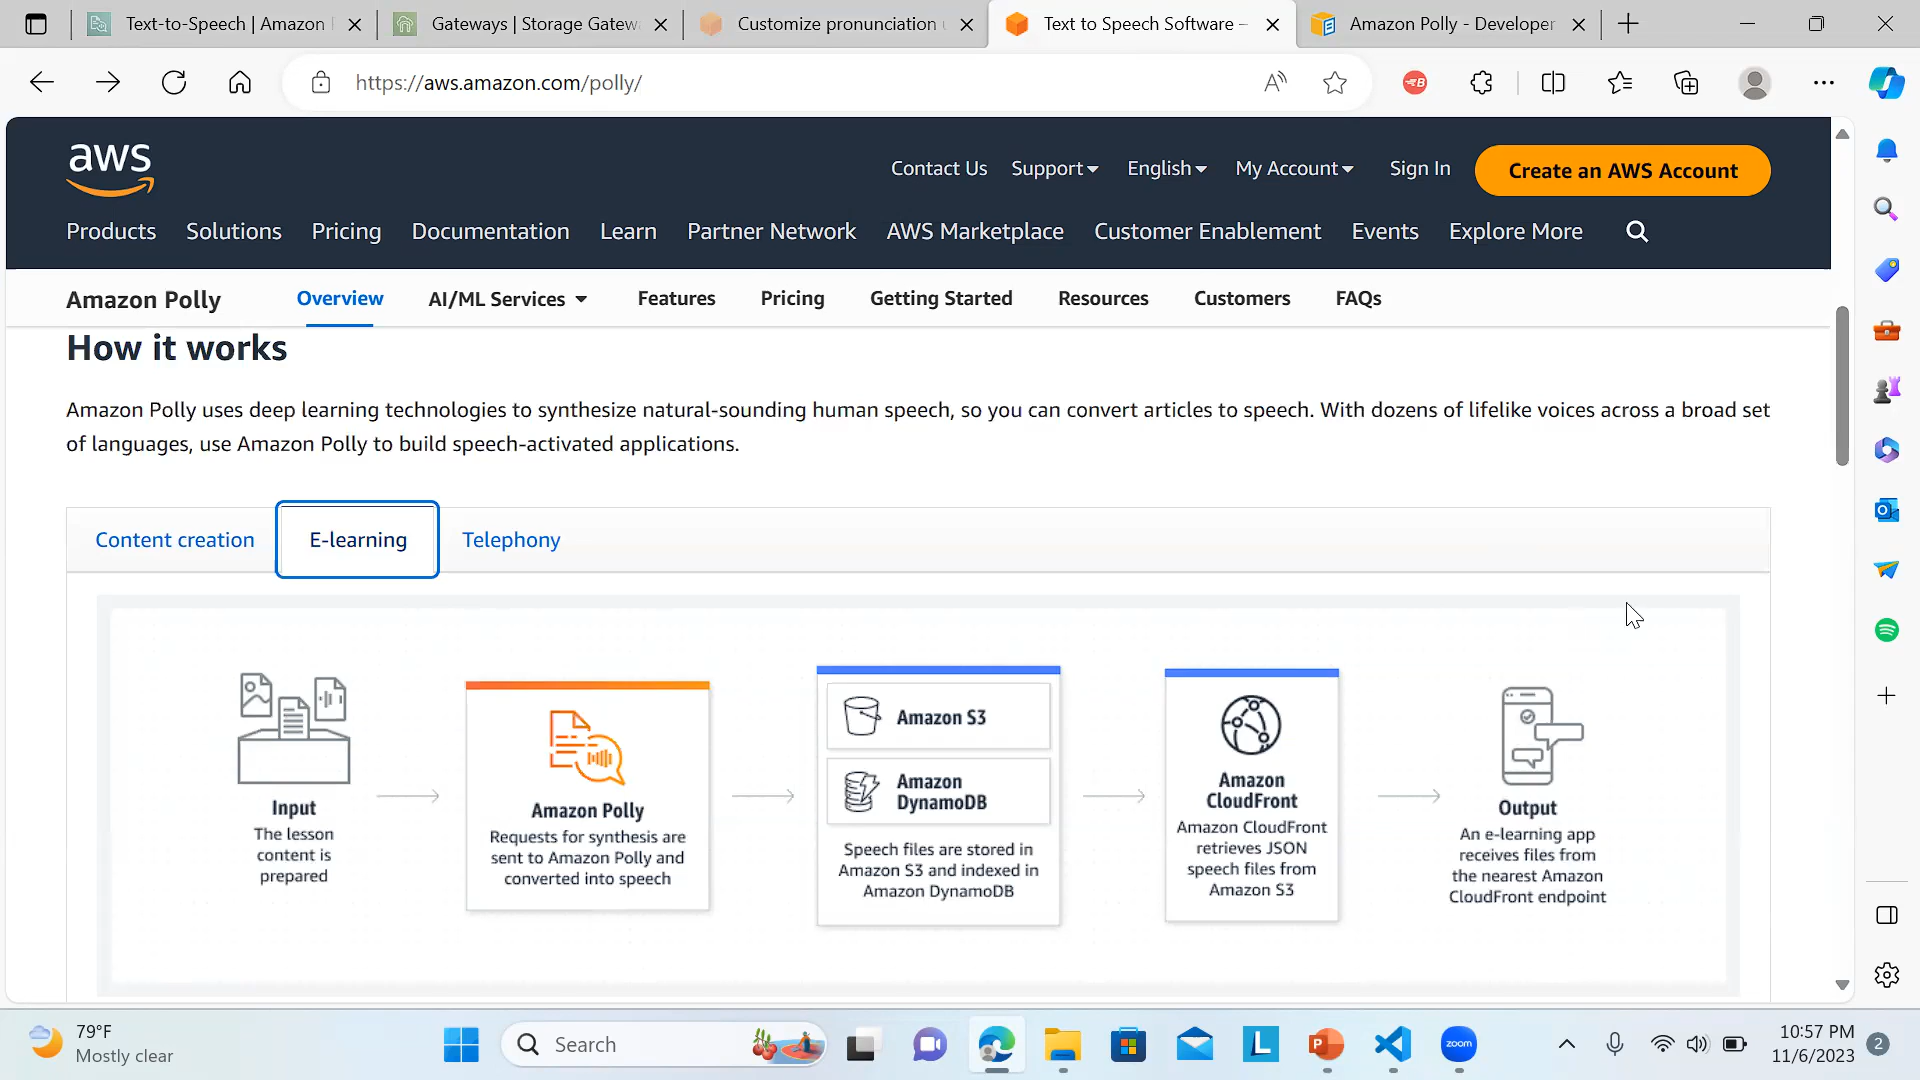 Text-to-Speech | Amazon
Gateways | Storage Gatew
Customize pronunciation
Text to Speech Software –
Amazon Polly - Developer
https://aws.amazon.com/polly/
aws
Contact Us Support English My Account Sign In Create an AWS Account
Products Solutions Pricing Documentation Learn Partner Network AWS Marketplace Customer Enablement Events Explore More
Amazon Polly Overview AI/ML Services Features Pricing Getting Started Resources Customers FAQs
How it works
Amazon Polly uses deep learning technologies to synthesize natural-sounding human speech, so you can convert articles to speech. With dozens of lifelike voices across a broad set
of languages, use Amazon Polly to build speech-activated applications.
Content creation E-learning Telephony
Input
The lesson
content is
prepared
Amazon Polly
Requests for synthesis are
sent to Amazon Polly and
converted into speech
Amazon S3
Amazon
DynamoDB
Speech files are stored in
Amazon S3 and indexed in
Amazon DynamoDB
Amazon
CloudFront
Amazon CloudFront
retrieves JSON
speech files from
Amazon S3
Output
An e-learning app
receives files from
the nearest Amazon
CloudFront endpoint
79°F
Mostly clear
Search
zoom
10:57 PM
11/6/2023
2